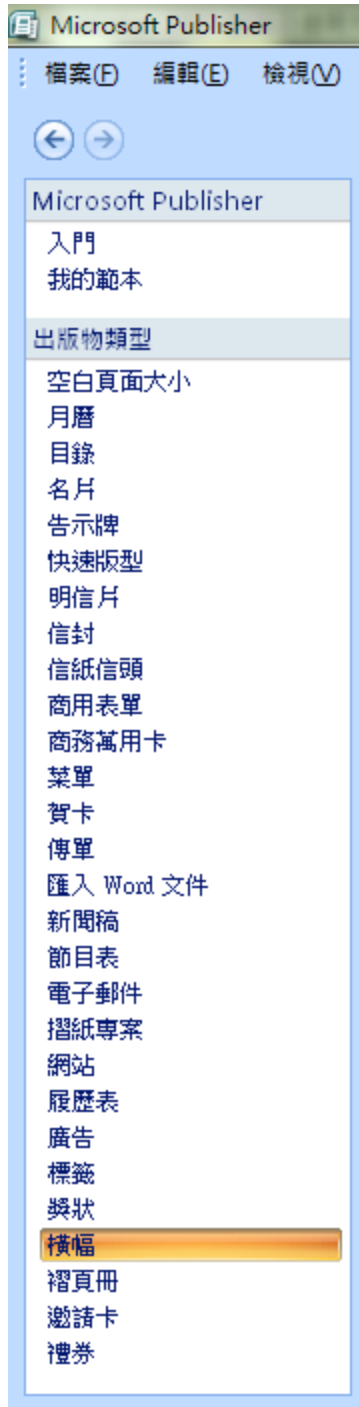 Microsoft Publisher
檔案(F) 編輯(E) 檢視(V)
Microsoft Publisher
入門
我的範本
出版物類型
空白頁面大小
月曆
目錄
名片
告示牌
快速版型
明信片
信封
信紙信頭
商用表單
商務萬用卡
菜單
賀卡
傳單
匯入 Word 文件
新聞稿
節目表
電子郵件
摺紙專案
網站
履歷表
廣告
標籤
獎狀
橫幅
褶頁冊
邀請卡
禮券